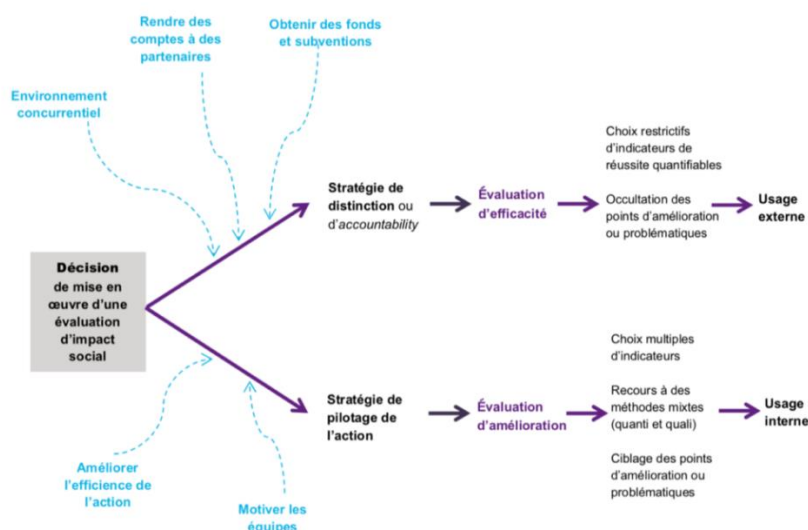 Rendre des
comptes à des
partenaires
Obtenir des fonds
et subventions
Environnement
concurrentiel
Décision
de mise en
œuvre d'une
évaluation
d'impact
social
Stratégie de
distinction ou
d'accountability
Évaluation
d'efficacité
Choix restrictifs
d'indicateurs de
réussite quantifiables
Occultation des
points d'amélioration
ou problématiques
Usage
externe
Stratégie de
pilotage de
l'action
Évaluation
d'amélioration
Choix multiples
d'indicateurs
Recours à des
méthodes mixtes
(quanti et quali)
Ciblage des points
d'amélioration ou
problématiques
Usage
interne
Améliorer
l'efficience de
l'action
Motiver les
équipes